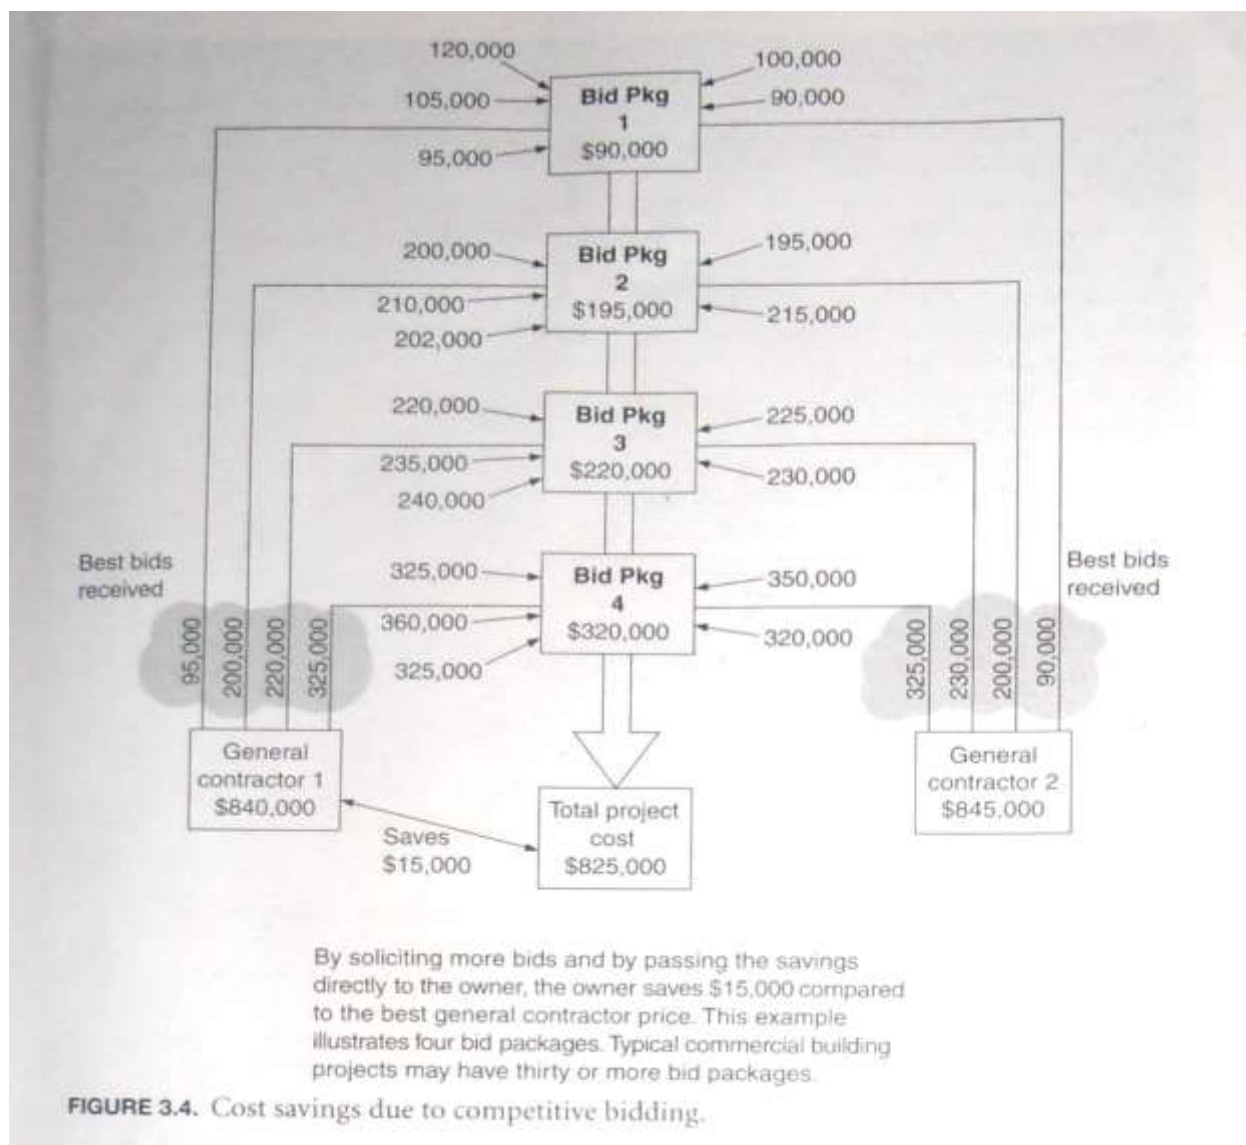 120,000
100,000
105,000
90,000
Bid Pkg
1
$90,000
95,000
200,000
195,000
Bid Pkg
2
$195,000
210,000
215,000
202,000
220,000
225,000
Bid Pkg
3
$220,000
235,000
230,000
240,000
325,000
350,000
Bid Pkg
4
$320,000
360,000
320,000
325,000
Best bids
received
95,000
200,000
220,000
325,000
Best bids
received
325,000
230,000
200,000
90,000
General
contractor 1
$840,000
General
contractor 2
$845,000
Saves
$15,000
Total project
cost
$825,000
By soliciting more bids and by passing the savings
directly to the owner, the owner saves $15,000 compared
to the best general contractor price. This example
illustrates four bid packages. Typical commercial building
projects may have thirty or more bid packages.
FIGURE 3.4. Cost savings due to competitive bidding.